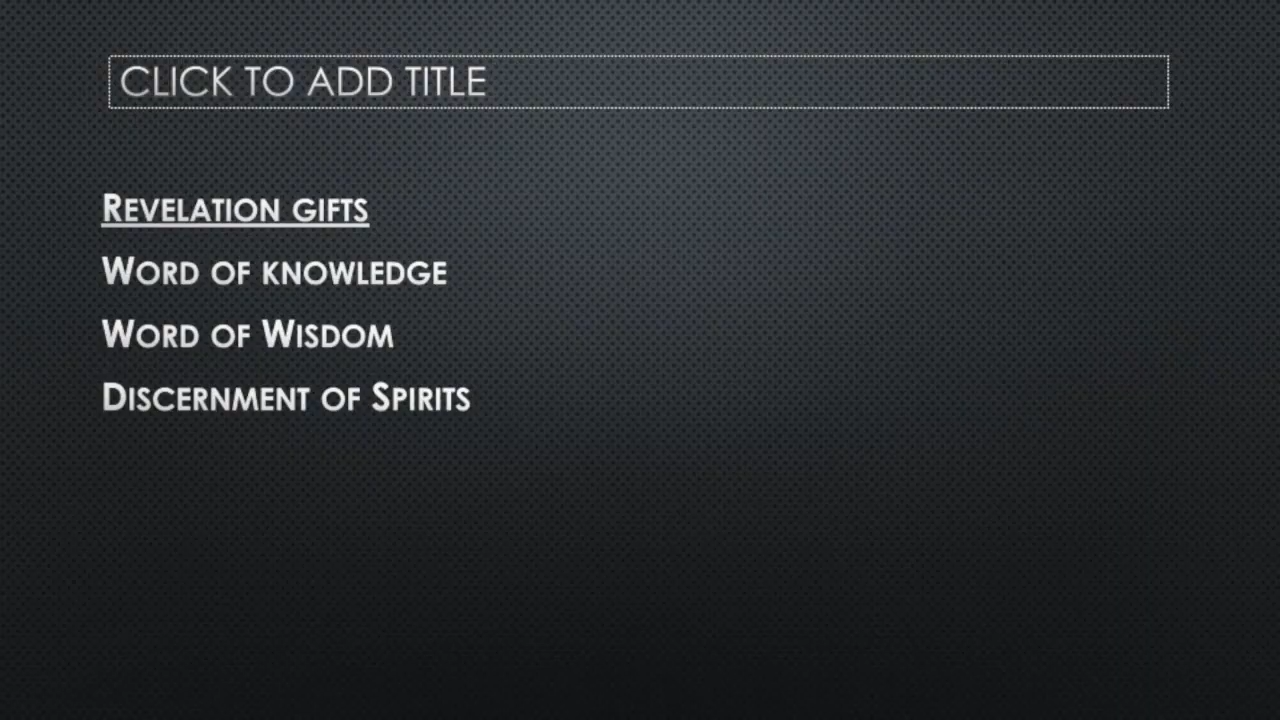 CLICK TO ADD TITLE
Revelation gifts
Word of knowledge
Word of Wisdom
Discernment of Spirits